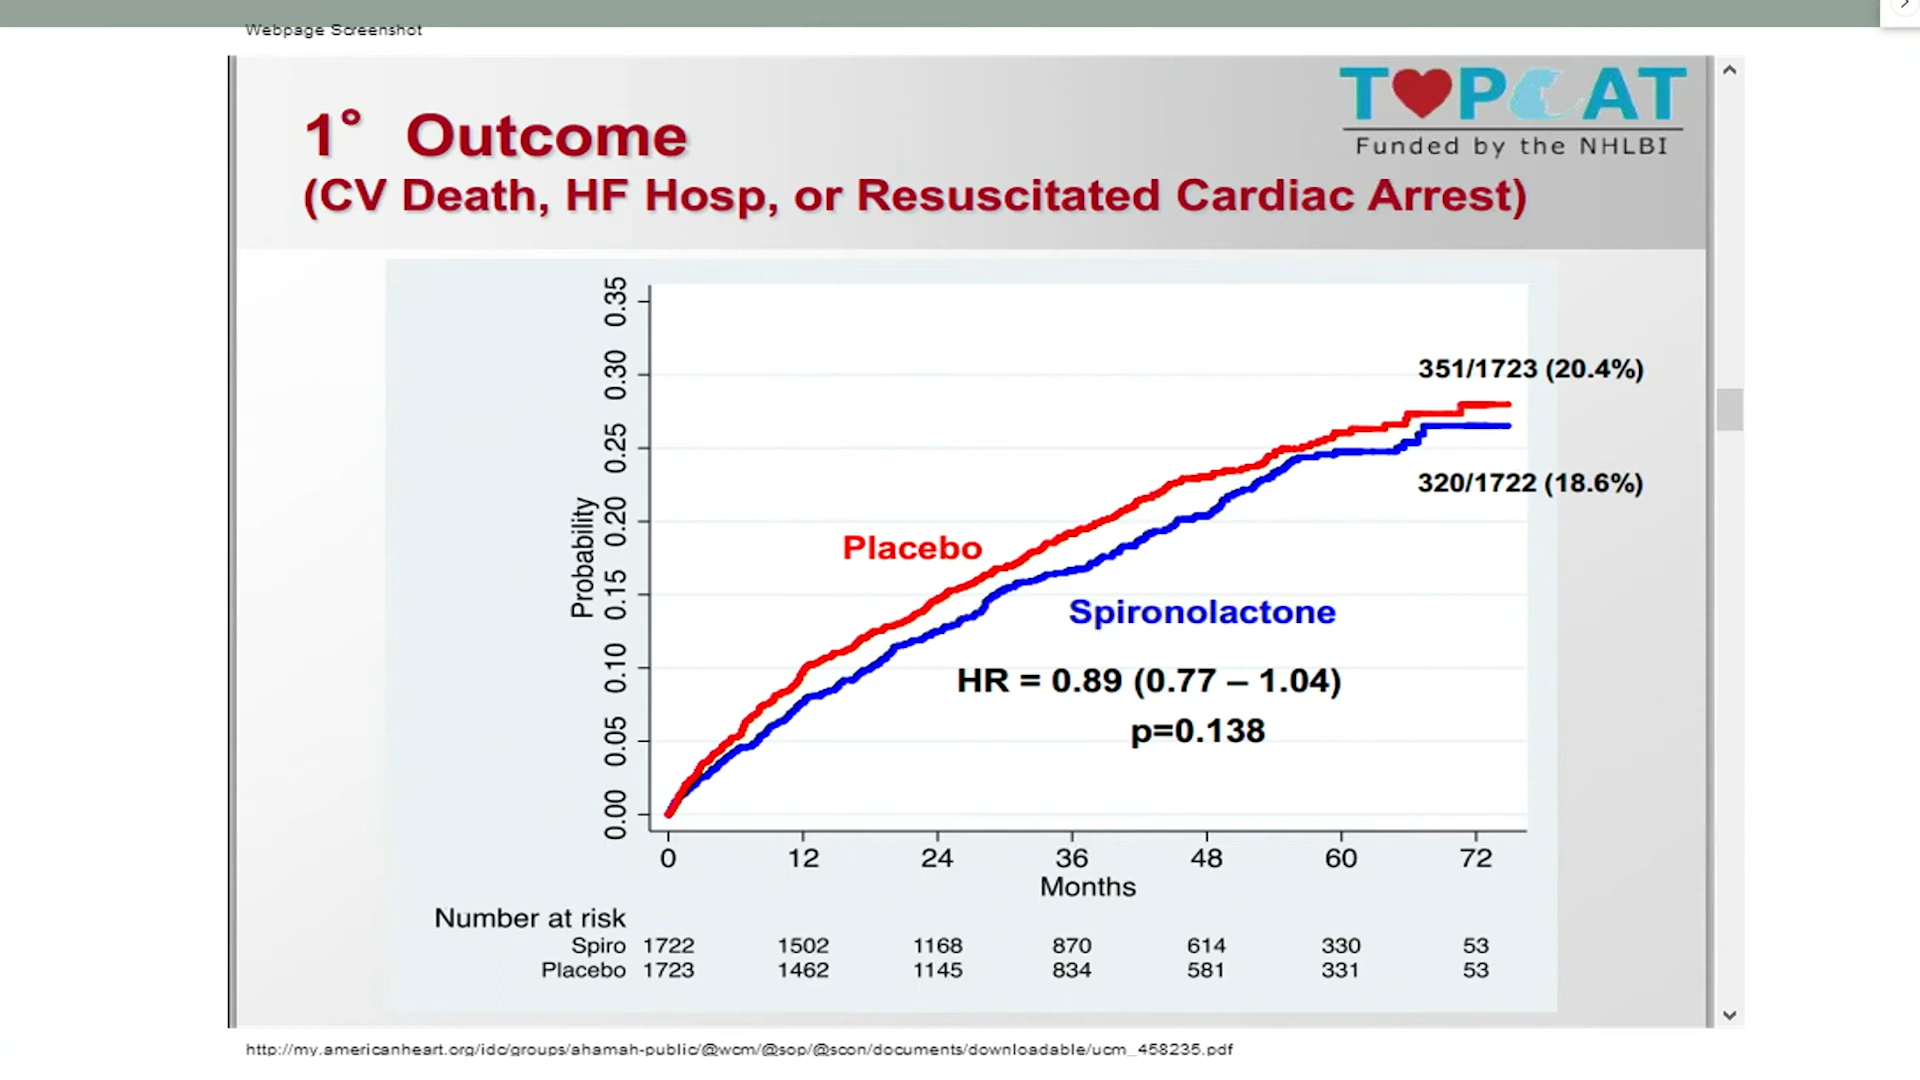 Webpage Screenshot
TOPCAT
Funded by the NHLBI
1° Outcome
(CV Death, HF Hosp, or Resuscitated Cardiac Arrest)
0.35
0.30
0.25
0.20
0.15
0.10
0.05
0.00
Probability
351/1723 (20.4%)
320/1722 (18.6%)
Placebo
Spironolactone
HR = 0.89 (0.77 – 1.04)
p=0.138
0 12 24 36 48 60 72
Months
Number at risk
Spiro 1722 1502 1168 870 614 330 53
Placebo 1723 1462 1145 834 581 331 53
http://my.americanheart.org/idc/groups/ahamah-public/@wcm/@sop/@scon/documents/downloadable/ucm_458235.pdf